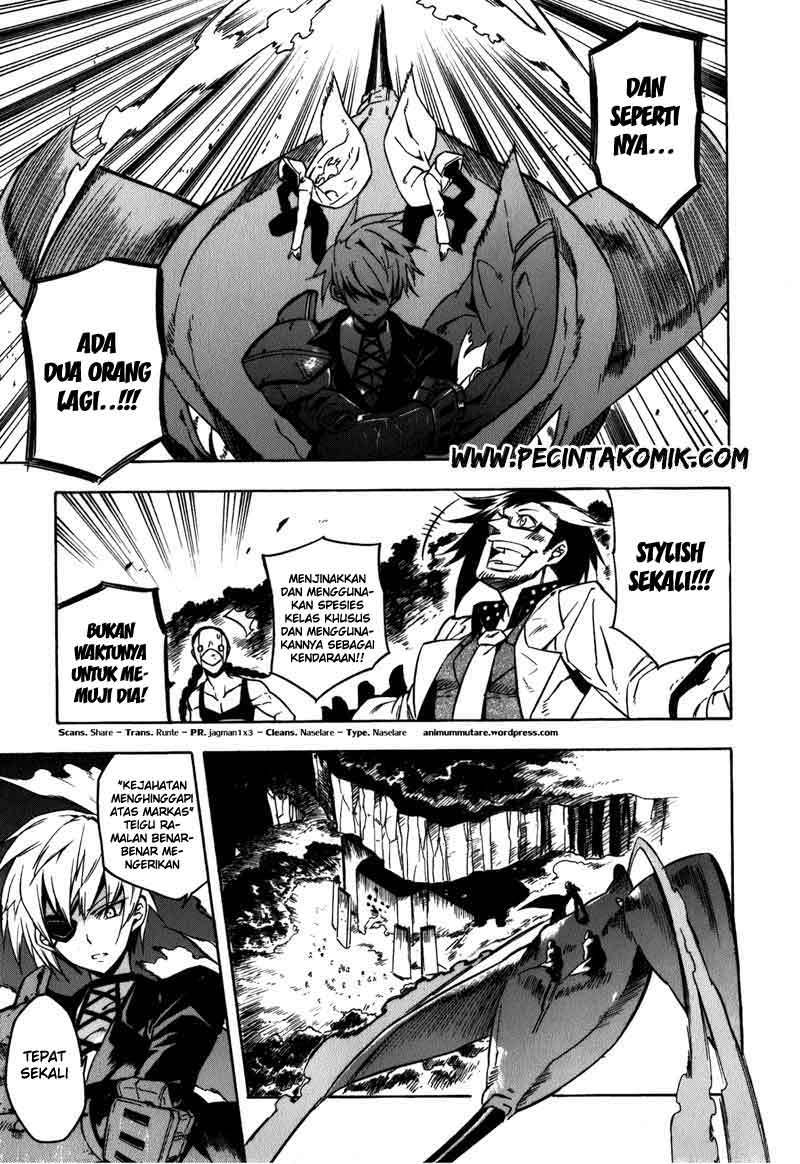 DAN
SEPERTI
NYA...
ADA
DUA ORANG
LAGI..!!!
WWW.PECINTAKOMIK.COM
STYLISH
SEKALI!!!
MENJINAKKAN
DAN MENGGUNA-
KAN SPESIES
KELAS KHUSUS
DAN MENGGUNA-
KANNYA SEBAGAI
KENDARAAN!!
BUKAN
WAKTUNYA
UNTUK ME-
MUJI DIA!
Scans. Share – Trans. Runte – PR. jagman1x3 – Cleans. Naselare – Type. Naselare animummutare.wordpress.com
"KEJAHATAN
MENGHINGGAPI
ATAS MARKAS"
TEIGU RA-
MALAN BENAR-
BENAR ME-
NGERIKAN
TEPAT
SEKALI